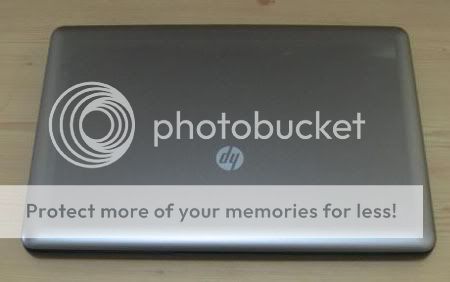 photobucket
hp
Protect more of your memories for less!